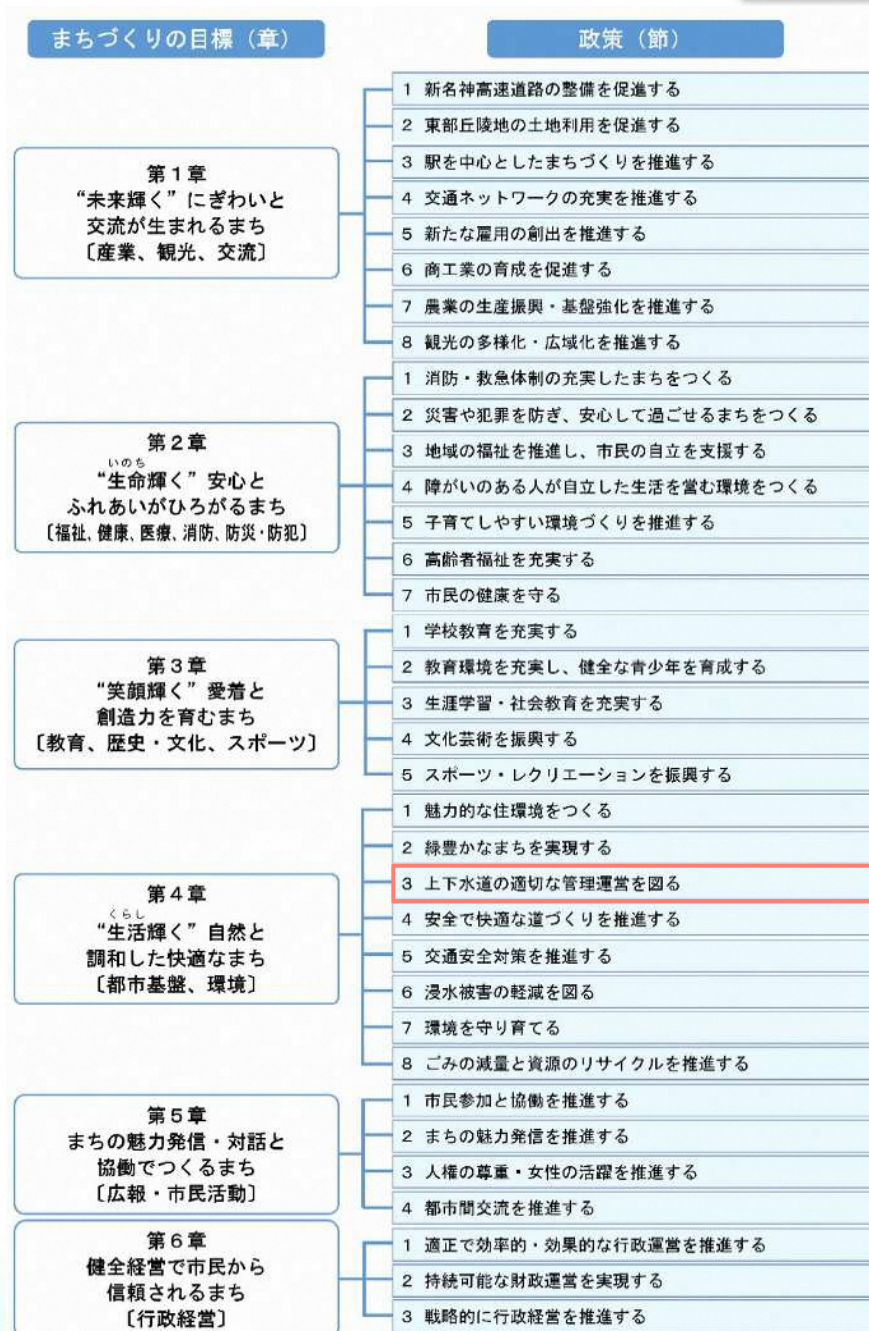 まちづくりの目標（章）
政策（節）
第１章
“未来輝く”にぎわいと
交流が生まれるまち
〔産業、観光、交流〕
1 新名神高速道路の整備を促進する
2 東部丘陵地の土地利用を促進する
3 駅を中心としたまちづくりを推進する
4 交通ネットワークの充実を推進する
5 新たな雇用の創出を推進する
6 商工業の育成を促進する
7 農業の生産振興・基盤強化を推進する
8 観光の多様化・広域化を推進する
第２章
いのち
“生命輝く”安心と
ふれあいがひろがるまち
〔福祉、健康、医療、消防、防災・防犯〕
1 消防・救急体制の充実したまちをつくる
2 災害や犯罪を防ぎ、安心して過ごせるまちをつくる
3 地域の福祉を推進し、市民の自立を支援する
4 障がいのある人が自立した生活を営む環境をつくる
5 子育てしやすい環境づくりを推進する
6 高齢者福祉を充実する
7 市民の健康を守る
第３章
“笑顔輝く”愛着と
創造力を育むまち
〔教育、歴史・文化、スポーツ〕
1 学校教育を充実する
2 教育環境を充実し、健全な青少年を育成する
3 生涯学習・社会教育を充実する
4 文化芸術を振興する
5 スポーツ・レクリエーションを振興する
第４章
くらし
“生活輝く”自然と
調和した快適なまち
〔都市基盤、環境〕
1 魅力的な住環境をつくる
2 緑豊かなまちを実現する
3 上下水道の適切な管理運営を図る
4 安全で快適な道づくりを推進する
5 交通安全対策を推進する
6 浸水被害の軽減を図る
7 環境を守り育てる
8 ごみの減量と資源のリサイクルを推進する
第５章
まちの魅力発信・対話と
協働でつくるまち
〔広報・市民活動〕
1 市民参加と協働を推進する
2 まちの魅力発信を推進する
3 人権の尊重・女性の活躍を推進する
4 都市間交流を推進する
第６章
健全経営で市民から
信頼されるまち
〔行政経営〕
1 適正で効率的・効果的な行政運営を推進する
2 持続可能な財政運営を実現する
3 戦略的に行政経営を推進する